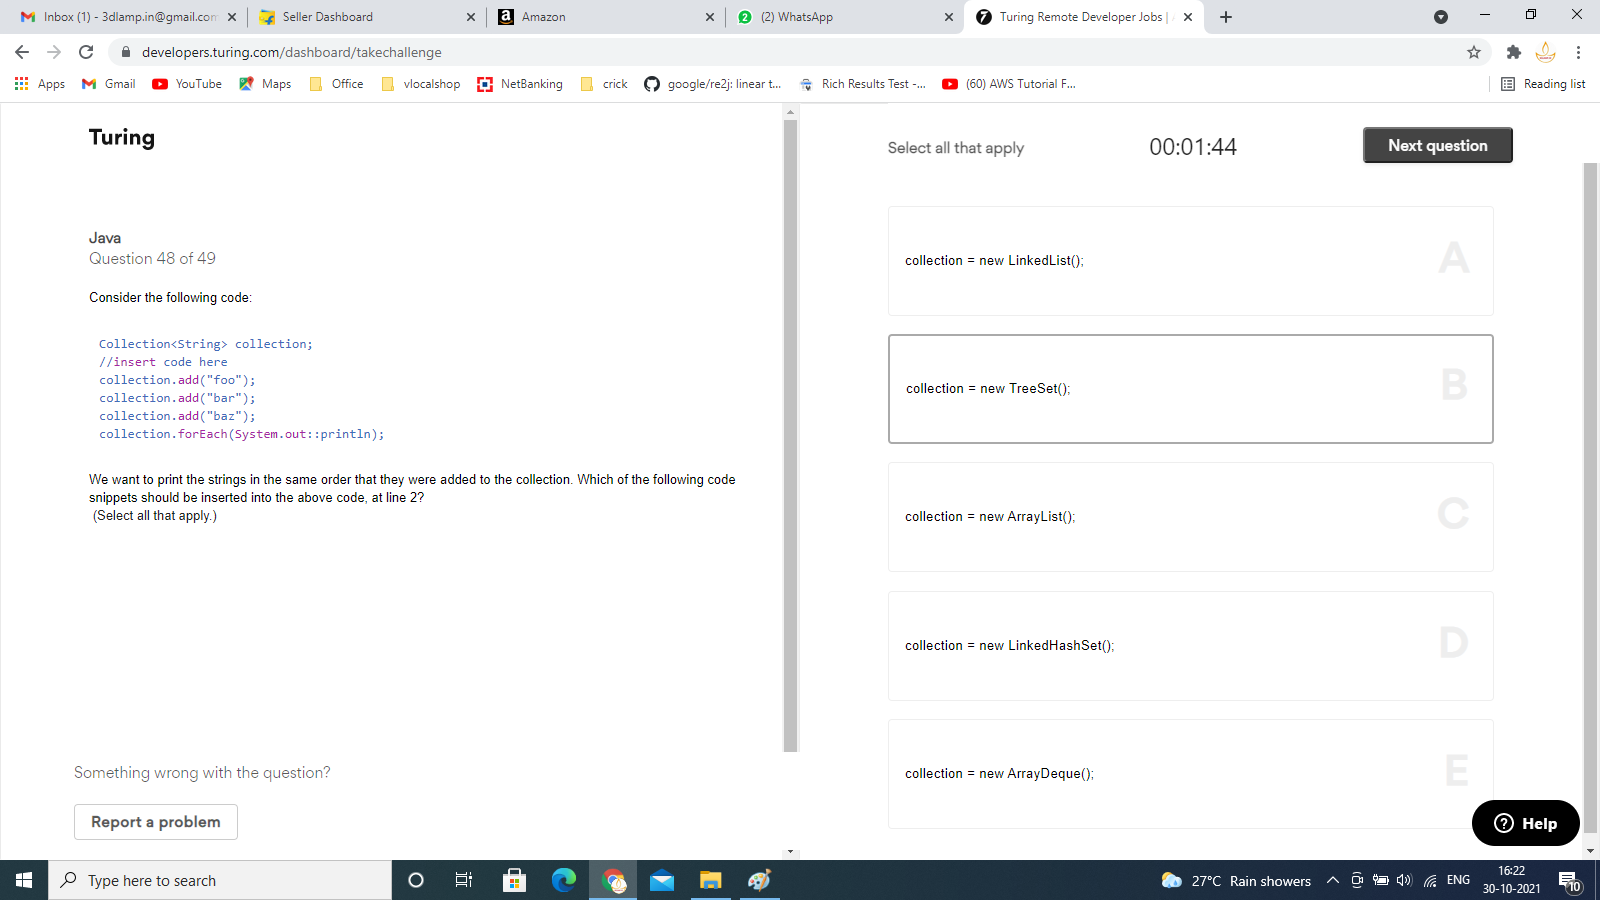 Inbox (1) - 3dlamp.in@gmail.com
Seller Dashboard
Amazon
(2) WhatsApp
Turing Remote Developer Jobs |
developers.turing.com/dashboard/takechallenge
Apps
Gmail
YouTube
Maps
Office
vlocalshop
NetBanking
crick
google/re2j: linear t...
Rich Results Test -...
(60) AWS Tutorial F...
Reading list
Turing
Java
Question 48 of 49
Consider the following code:
Collection<String> collection;
//insert code here
collection.add("foo");
collection.add("bar");
collection.add("baz");
collection.forEach(System.out::println);
We want to print the strings in the same order that they were added to the collection. Which of the following code
snippets should be inserted into the above code, at line 2?
(Select all that apply.)
Something wrong with the question?
Report a problem
Select all that apply
00:01:44
Next question
collection = new LinkedList();
A
collection = new TreeSet();
B
collection = new ArrayList();
C
collection = new LinkedHashSet();
D
collection = new ArrayDeque();
E
? Help
Type here to search
27°C Rain showers
ENG
16:22
30-10-2021
10